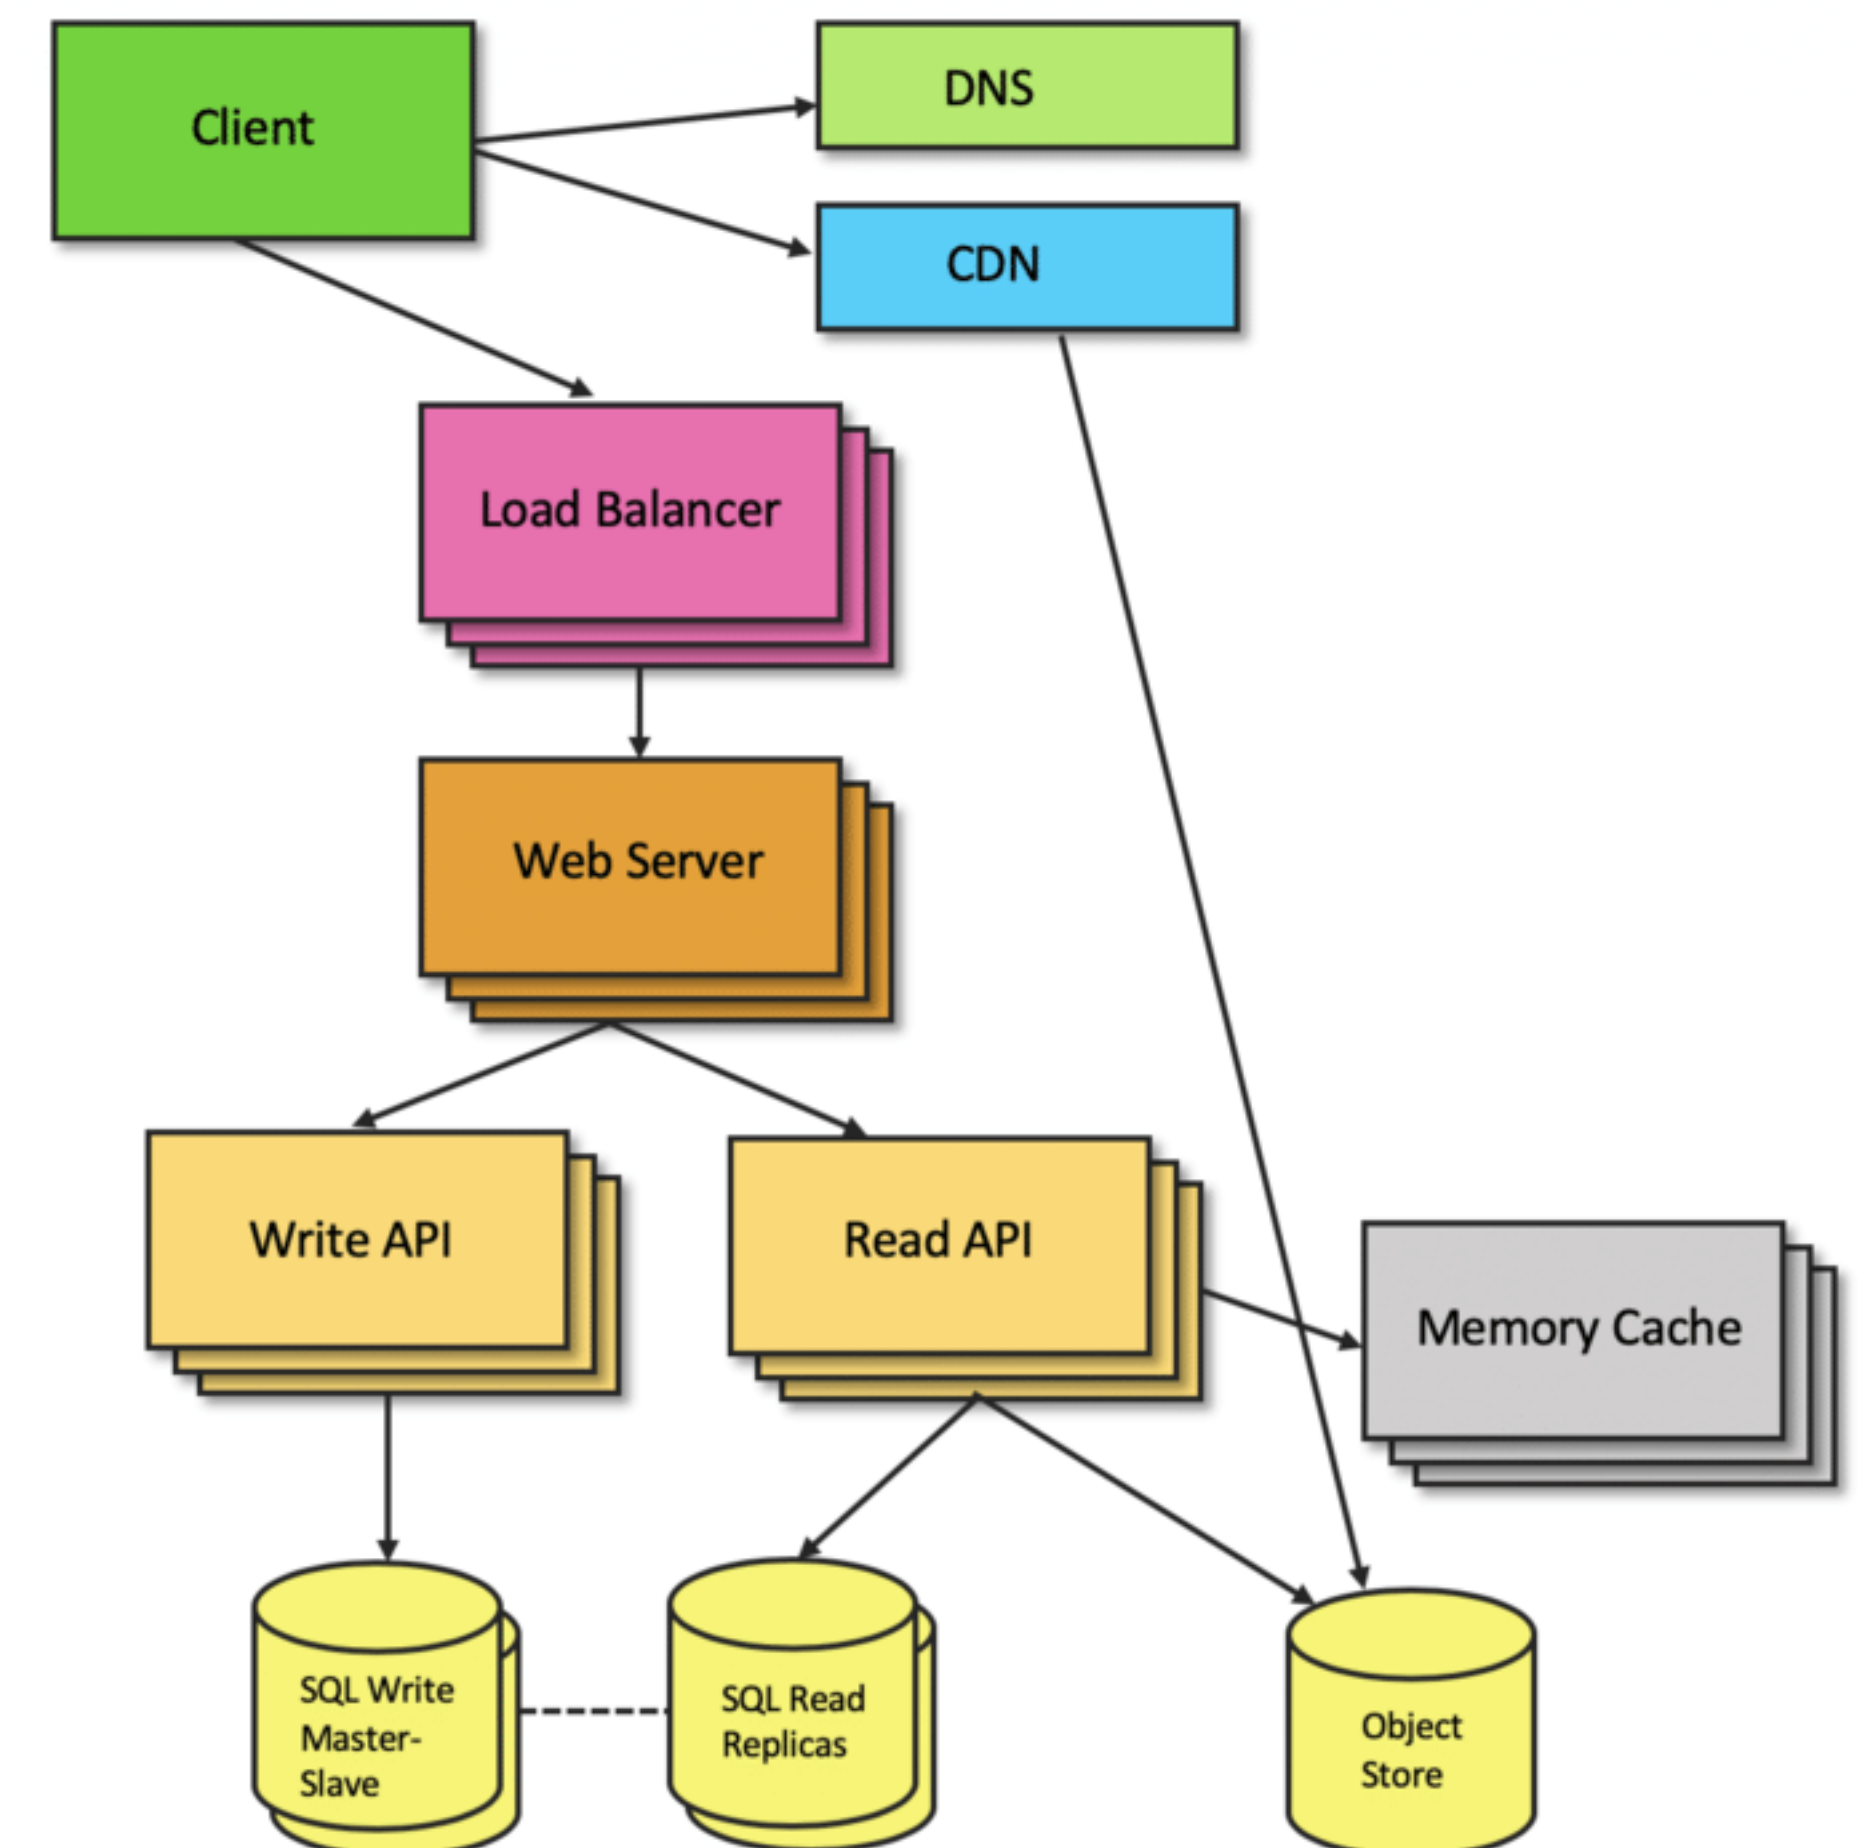 Client
DNS
CDN
Load Balancer
Web Server
Write API
Read API
Memory Cache
SQL Write
Master-
Slave
SQL Read
Replicas
Object
Store